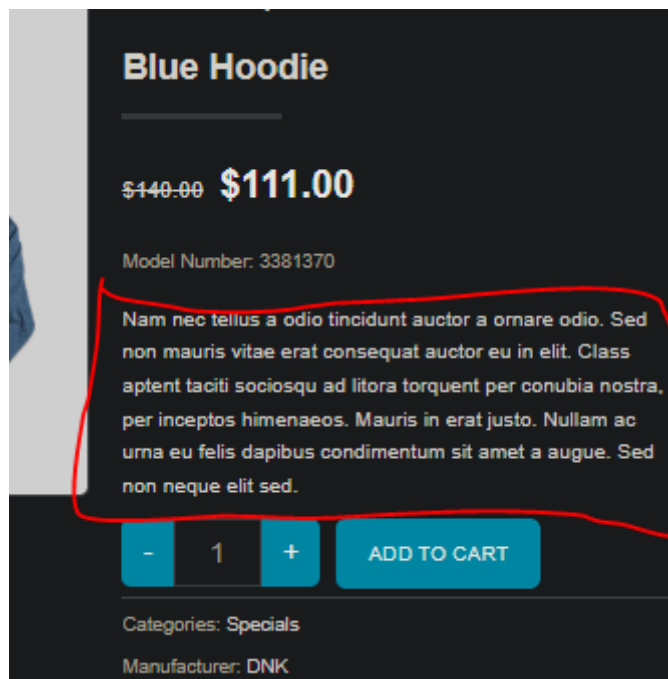 Blue Hoodie
$140.00 $111.00
Model Number: 3381370
Nam nec tellus a odio tincidunt auctor a ornare odio. Sed
non mauris vitae erat consequat auctor eu in elit. Class
aptent taciti sociosqu ad litora torquent per conubia nostra,
per inceptos himenaeos. Mauris in erat justo. Nullam ac
urna eu felis dapibus condimentum sit amet a augue. Sed
non neque elit sed.
- 1 + ADD TO CART
Categories: Specials
Manufacturer: DNK